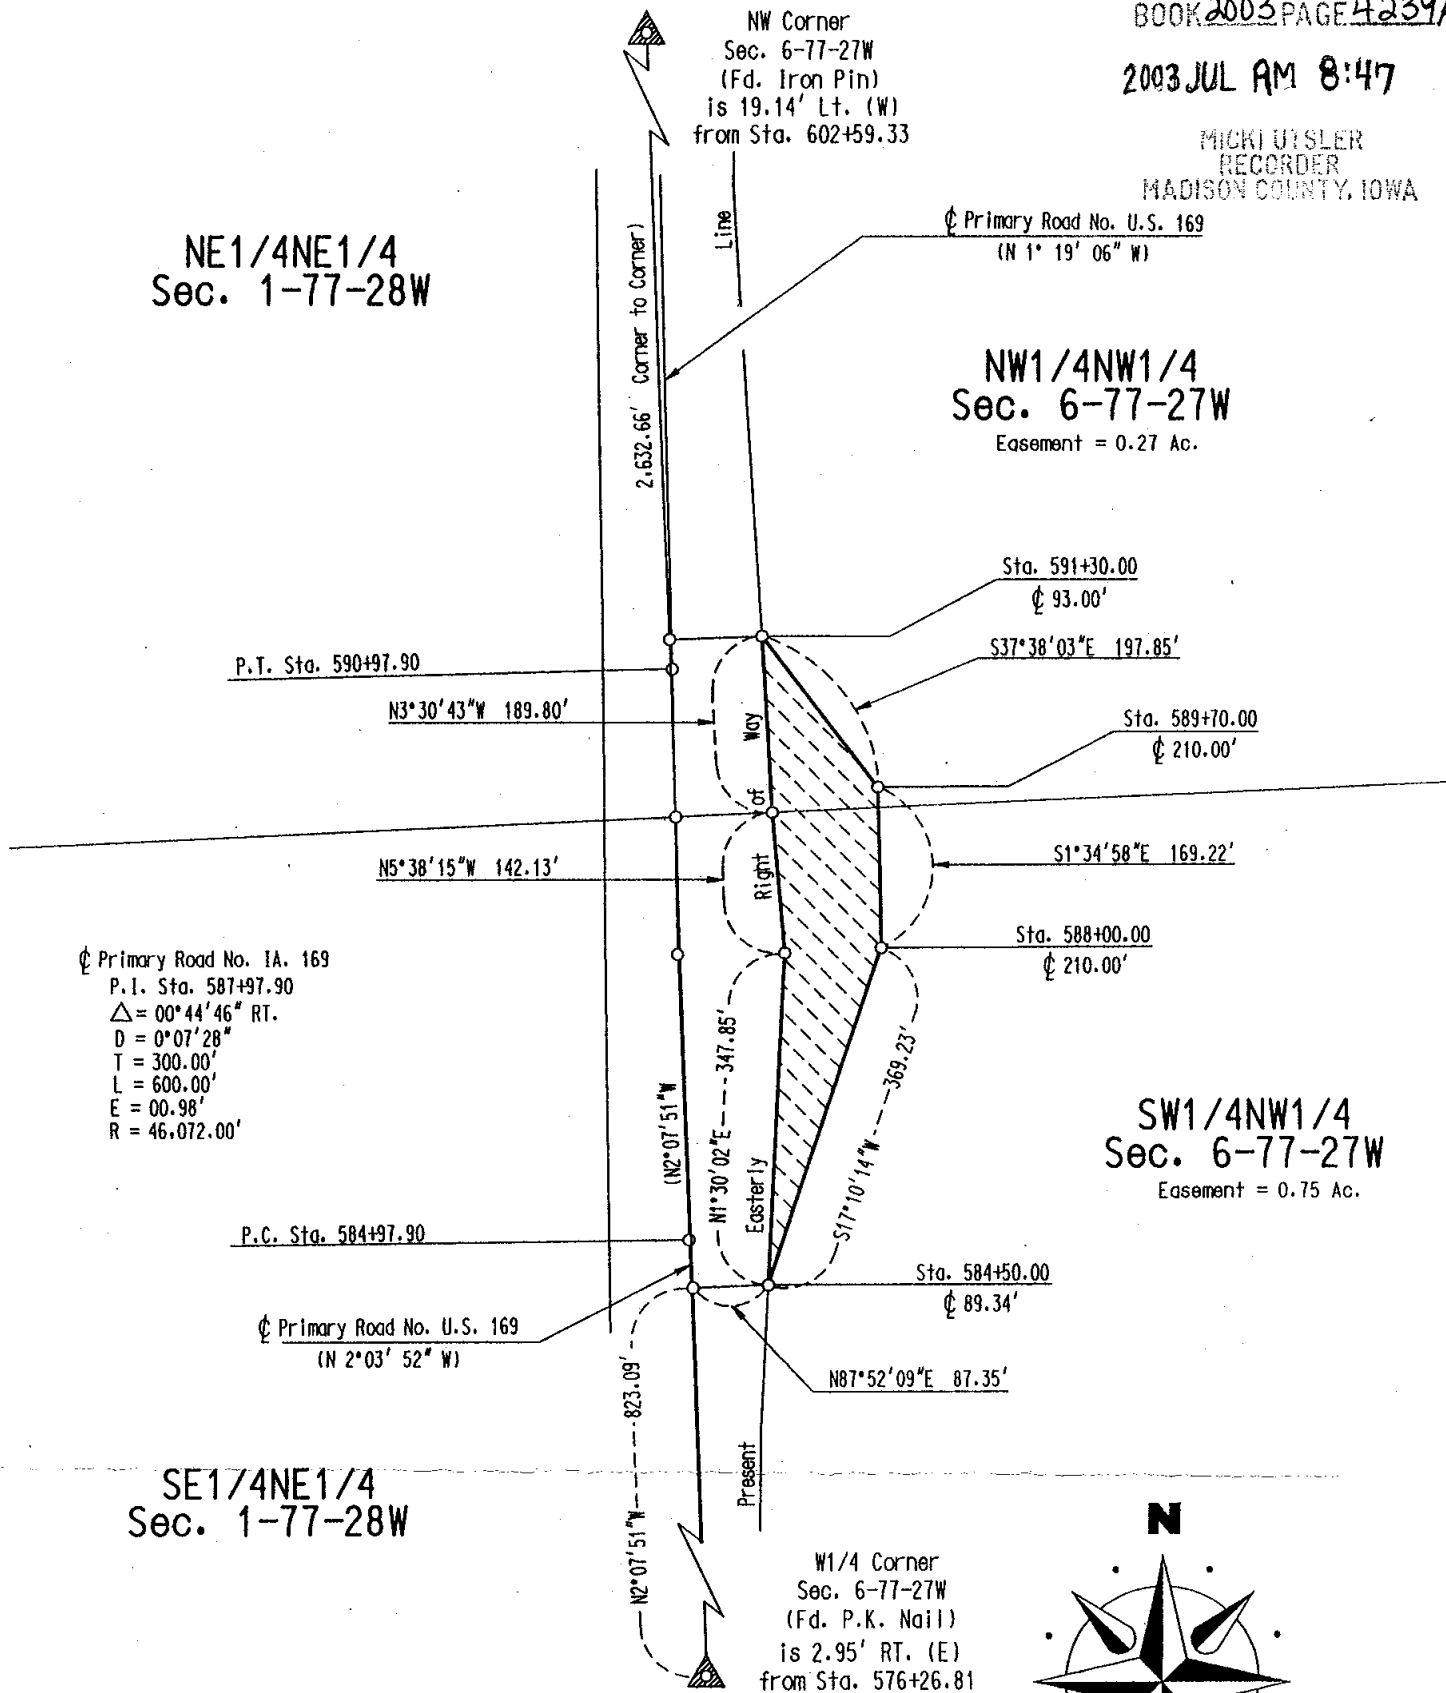 NW Corner
Sec. 6-77-27W
(Fd. Iron Pin)
is 19.14' Lt. (W)
from Sta. 602+59.33
BOOK 2003 PAGE 4239
2003 JUL AM 8:47
MICKI UTSLER
RECORDER
MADISON COUNTY, IOWA
NE1/4NE1/4
Sec. 1-77-28W
2,632.66' Corner to Corner)
Line
₵ Primary Road No. U.S. 169
(N 1° 19' 06" W)
NW1/4NW1/4
Sec. 6-77-27W
Easement = 0.27 Ac.
Sta. 591+30.00
₵ 93.00'
S37°38'03"E 197.85'
P.T. Sta. 590+97.90
N3°30'43"W 189.80'
Way
of
Sta. 589+70.00
₵ 210.00'
N5°38'15"W 142.13'
Right
S1°34'58"E 169.22'
Sta. 588+00.00
₵ 210.00'
₵ Primary Road No. IA. 169
P.I. Sta. 587+97.90
△ = 00°44'46" RT.
D = 0°07'28"
T = 300.00'
L = 600.00'
E = 00.98'
R = 46,072.00'
(N2°07'51"W
N1°30'02"E 347.85'
Easterly
S17°10'14"W 369.23'
SW1/4NW1/4
Sec. 6-77-27W
Easement = 0.75 Ac.
P.C. Sta. 584+97.90
Sta. 584+50.00
₵ 89.34'
₵ Primary Road No. U.S. 169
(N 2°03' 52" W)
N87°52'09"E 87.35'
N2°07'51"W 823.09'
Present
SE1/4NE1/4
Sec. 1-77-28W
W1/4 Corner
Sec. 6-77-27W
(Fd. P.K. Nail)
is 2.95' RT. (E)
from Sta. 576+26.81
N